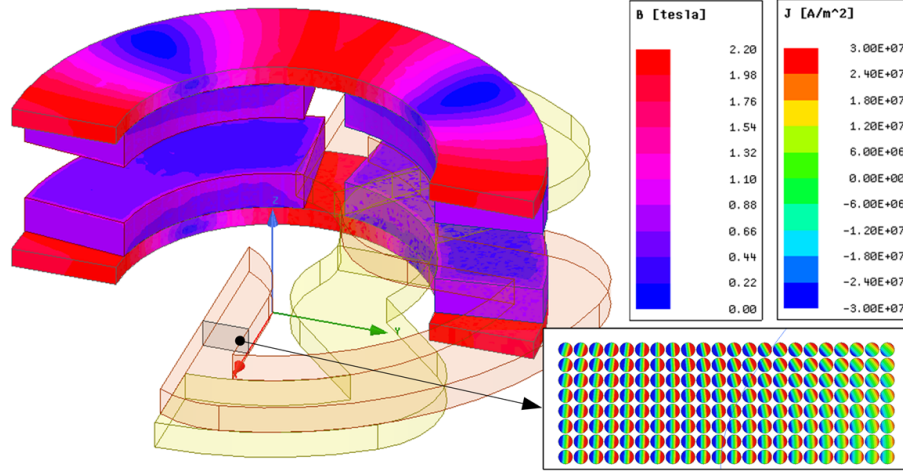 B [tesla]
2.20
1.98
1.76
1.54
1.32
1.10
0.88
0.66
0.44
0.22
0.00
J [A/m^2]
3.00E+07
2.40E+07
1.80E+07
1.20E+07
6.00E+06
0.00E+00
-6.00E+06
-1.20E+07
-1.80E+07
-2.40E+07
-3.00E+07
Z
Y